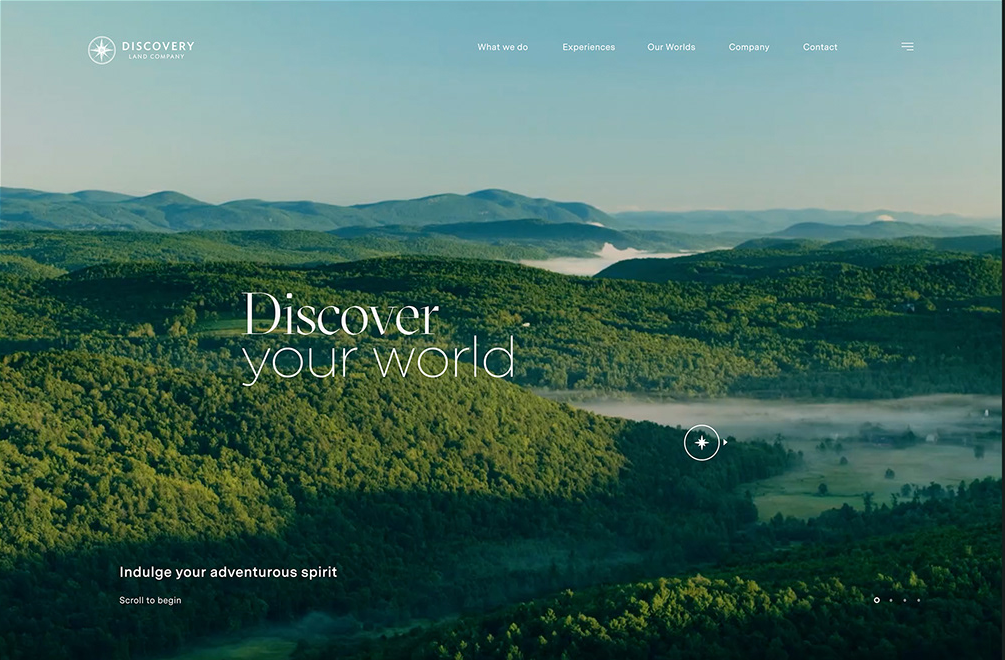 DISCOVERY
LAND COMPANY
What we do
Experiences
Our Worlds
Company
Contact
Discover
your world
Indulge your adventurous spirit
Scroll to begin